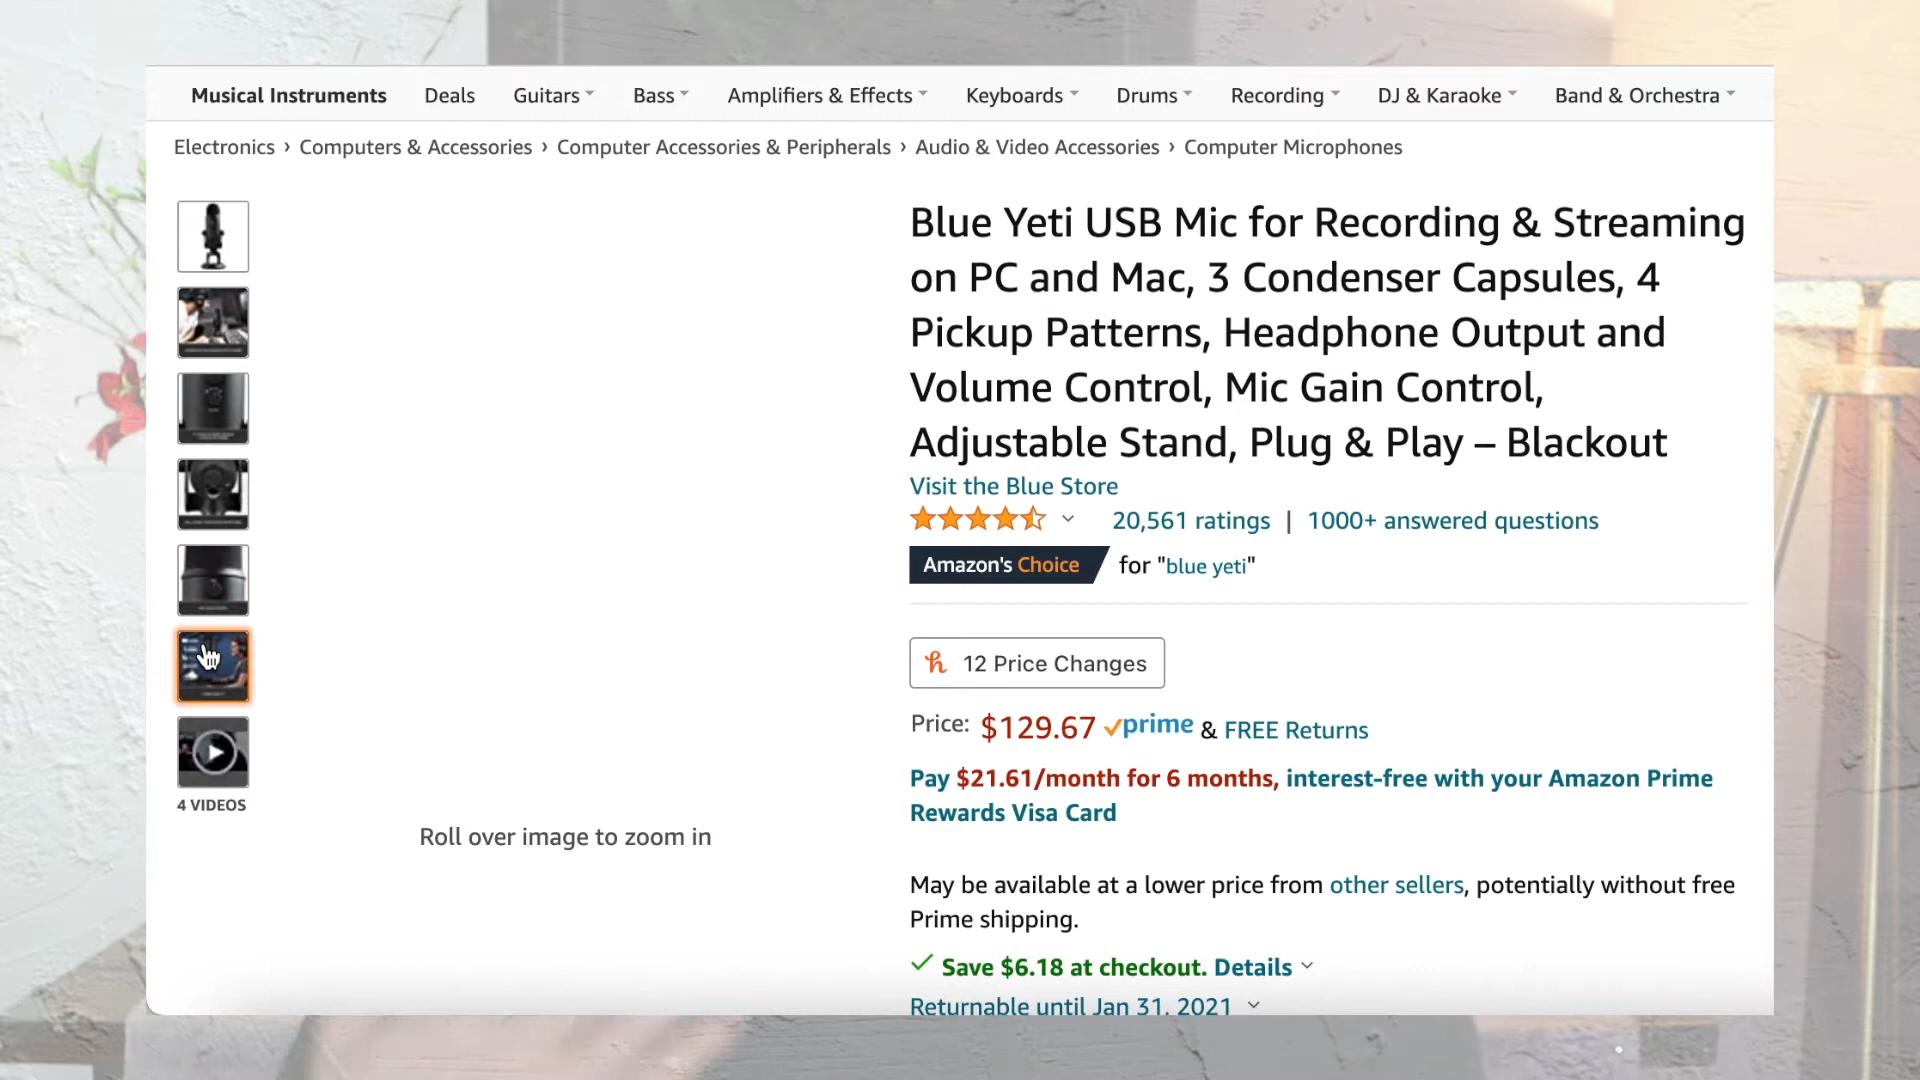 Musical Instruments Deals Guitars Bass Amplifiers & Effects Keyboards Drums Recording DJ & Karaoke Band & Orchestra
Electronics › Computers & Accessories › Computer Accessories & Peripherals › Audio & Video Accessories › Computer Microphones
Blue Yeti USB Mic for Recording & Streaming
on PC and Mac, 3 Condenser Capsules, 4
Pickup Patterns, Headphone Output and
Volume Control, Mic Gain Control,
Adjustable Stand, Plug & Play – Blackout
Visit the Blue Store
20,561 ratings | 1000+ answered questions
Amazon's Choice for "blue yeti"
12 Price Changes
Price: $129.67 prime & FREE Returns
Pay $21.61/month for 6 months, interest-free with your Amazon Prime
Rewards Visa Card
4 VIDEOS
Roll over image to zoom in
May be available at a lower price from other sellers, potentially without free
Prime shipping.
Save $6.18 at checkout. Details
Returnable until Jan 31, 2021